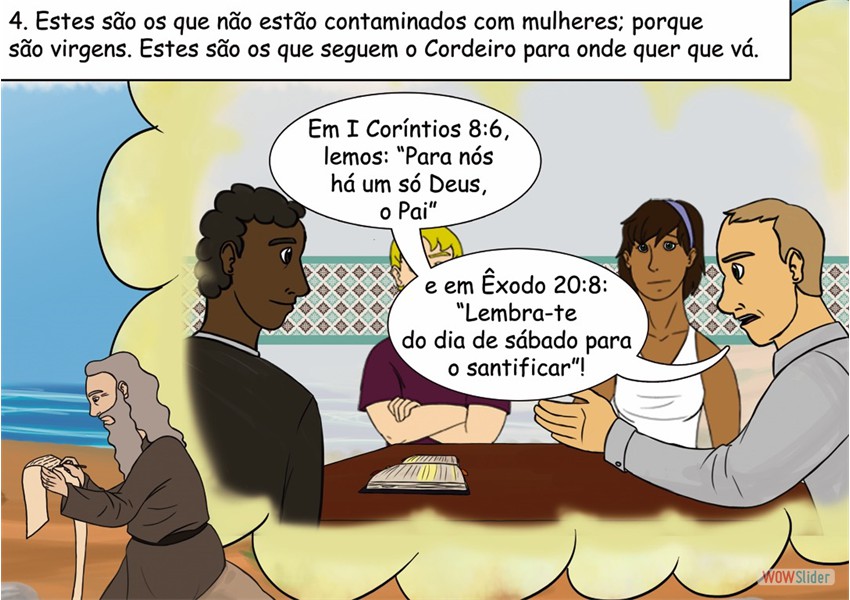 4. Estes são os que não estão contaminados com mulheres; porque
são virgens. Estes são os que seguem o Cordeiro para onde quer que vá.
Em I Coríntios 8:6,
lemos: “Para nós
há um só Deus,
o Pai”
e em Êxodo 20:8:
“Lembra-te
do dia de sábado para
o santificar”!
WOWSlider